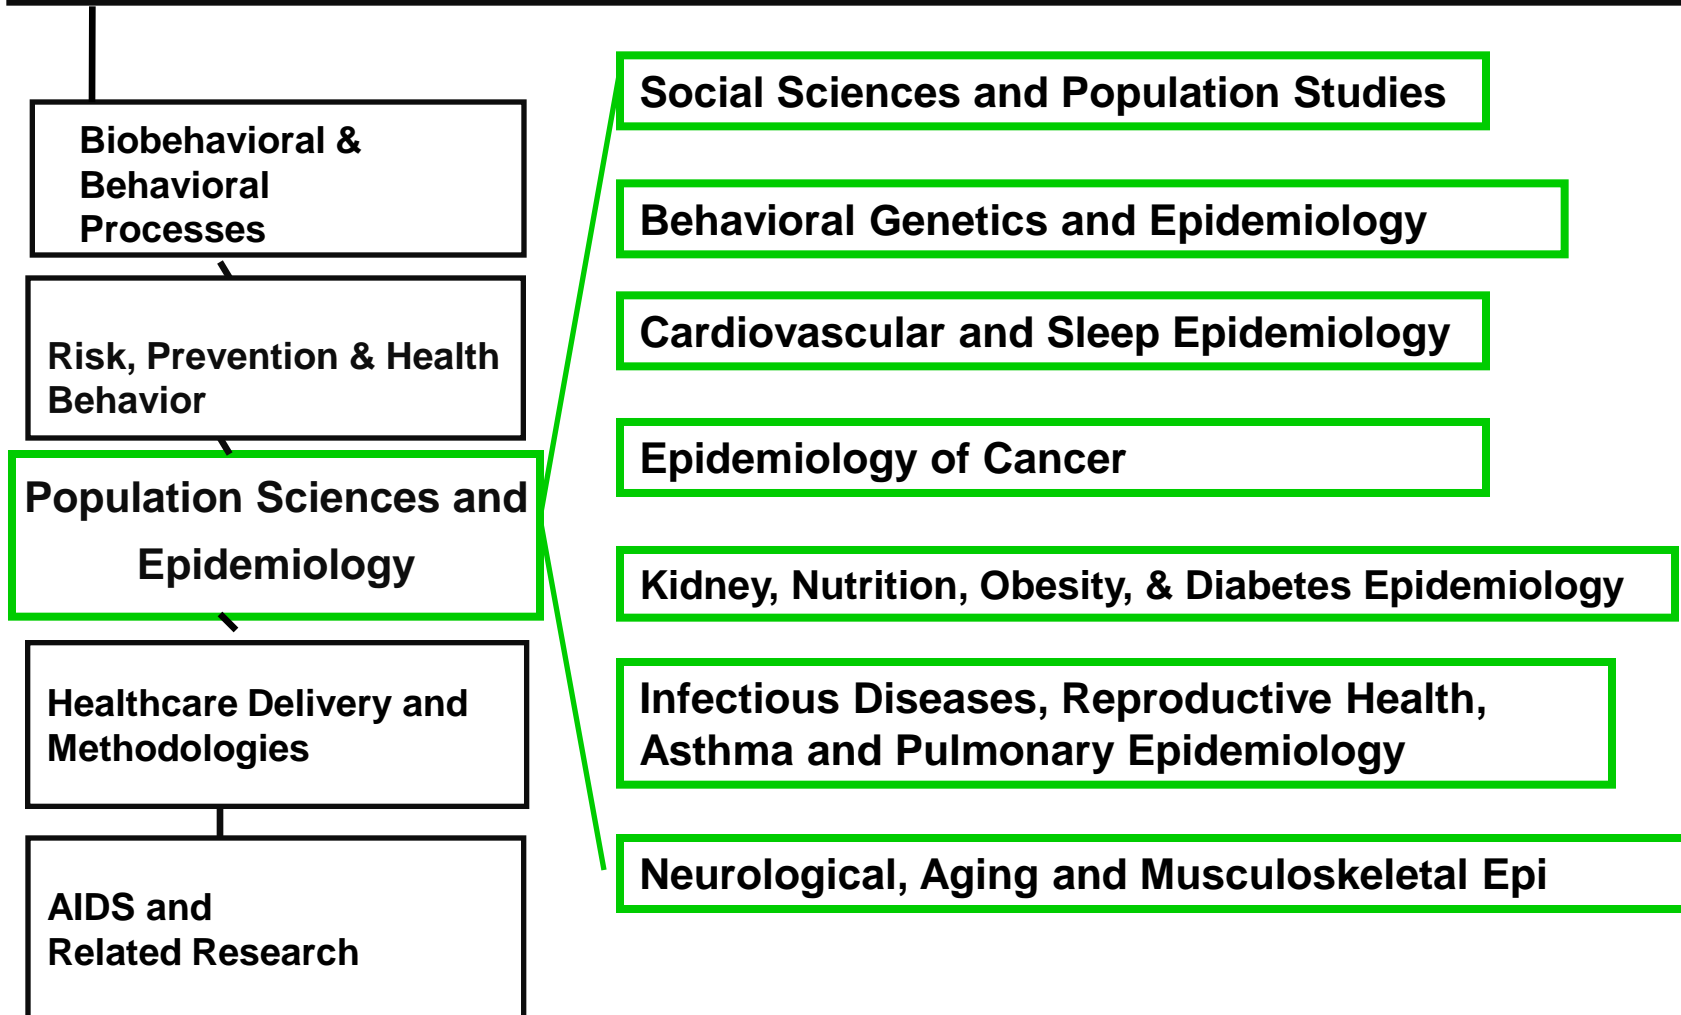 Biobehavioral &
Behavioral
Processes
Risk, Prevention & Health
Behavior
Population Sciences and
Epidemiology
Healthcare Delivery and
Methodologies
AIDS and
Related Research
Social Sciences and Population Studies
Behavioral Genetics and Epidemiology
Cardiovascular and Sleep Epidemiology
Epidemiology of Cancer
Kidney, Nutrition, Obesity, & Diabetes Epidemiology
Infectious Diseases, Reproductive Health,
Asthma and Pulmonary Epidemiology
Neurological, Aging and Musculoskeletal Epi